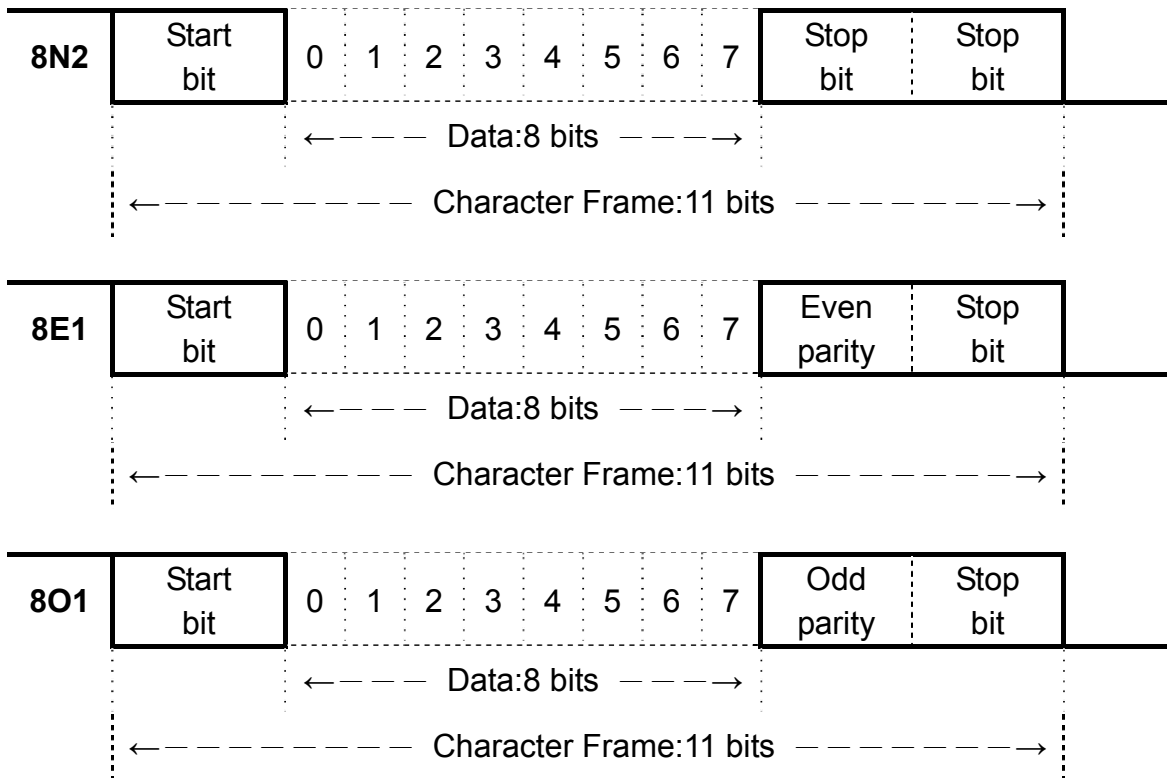 8N2 Start bit 0 1 2 3 4 5 6 7 Stop bit Stop bit
←––– Data:8 bits –––→
←––––––– Character Frame:11 bits –––––––→
8E1 Start bit 0 1 2 3 4 5 6 7 Even parity Stop bit
←––– Data:8 bits –––→
←––––––– Character Frame:11 bits –––––––→
8O1 Start bit 0 1 2 3 4 5 6 7 Odd parity Stop bit
←––– Data:8 bits –––→
←––––––– Character Frame:11 bits –––––––→